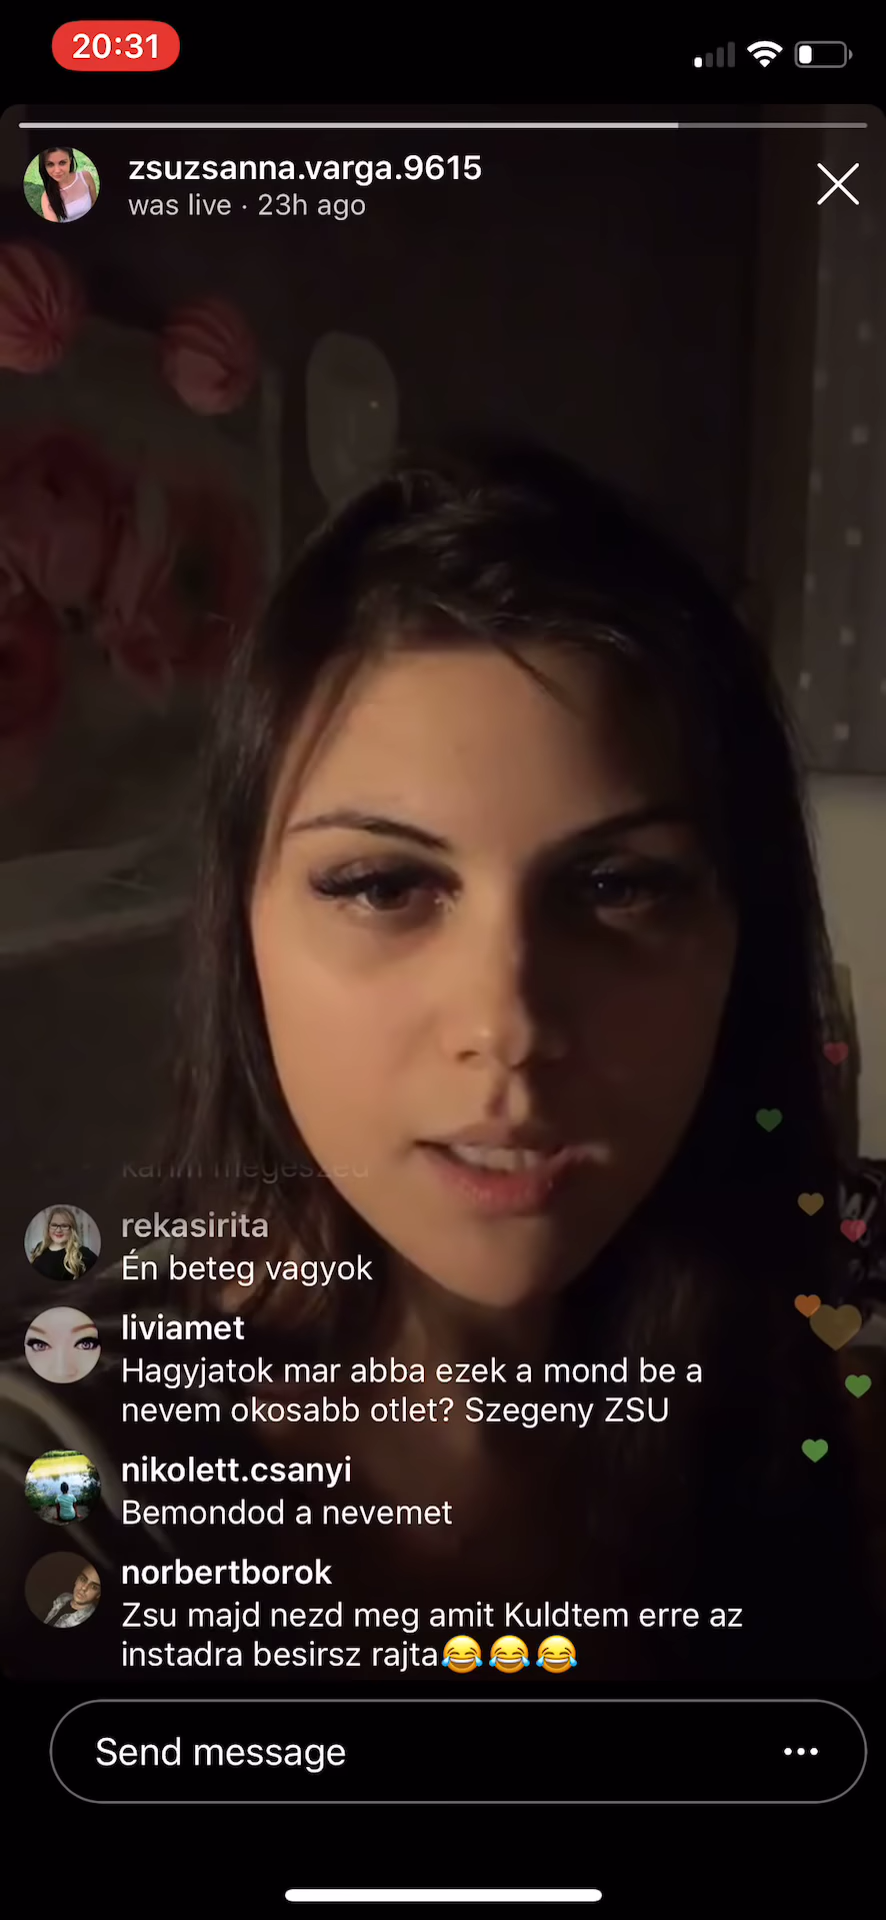 20:31
zsuzsanna.varga.9615
was live · 23h ago
karim megeszed
rekasirita
Én beteg vagyok
liviamet
Hagyjatok mar abba ezek a mond be a
nevem okosabb otlet? Szegeny ZSU
nikolett.csanyi
Bemondod a nevemet
norbertborok
Zsu majd nezd meg amit Kuldtem erre az
instadra besirsz rajta😂😂😂
Send message